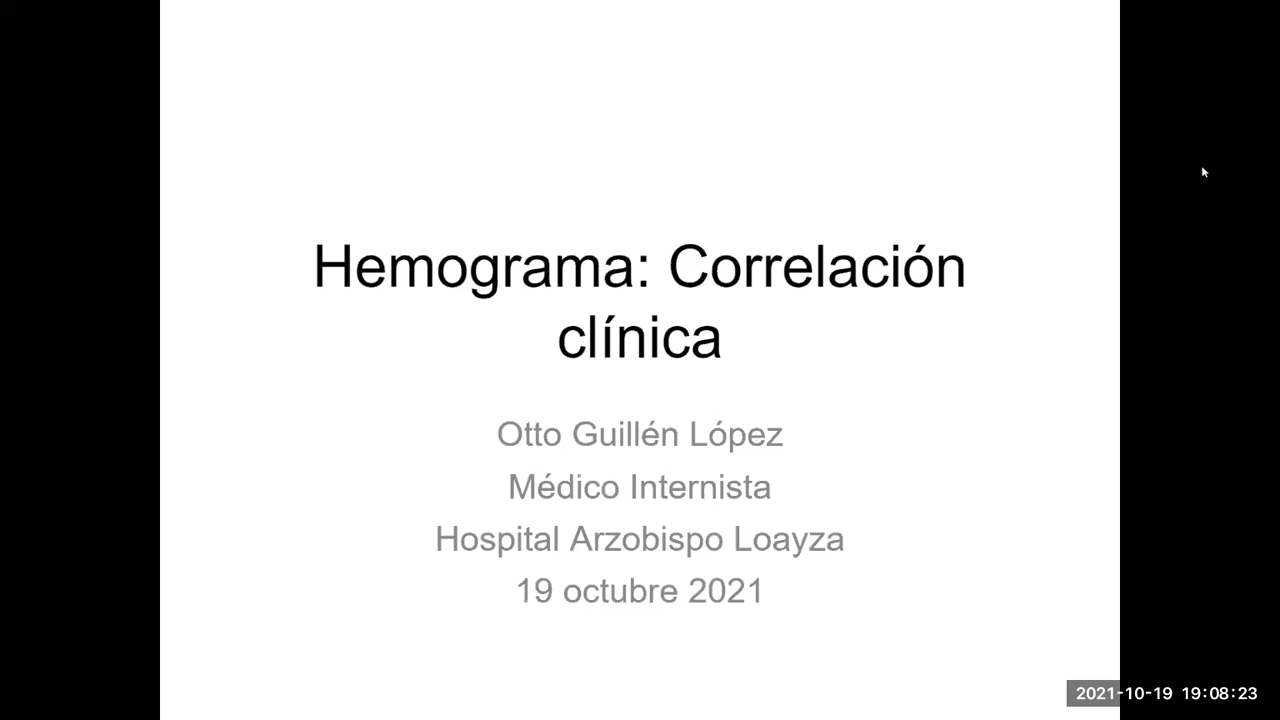 Hemograma: Correlación
clínica
Otto Guillén López
Médico Internista
Hospital Arzobispo Loayza
19 octubre 2021
2021-10-19 19:08:23